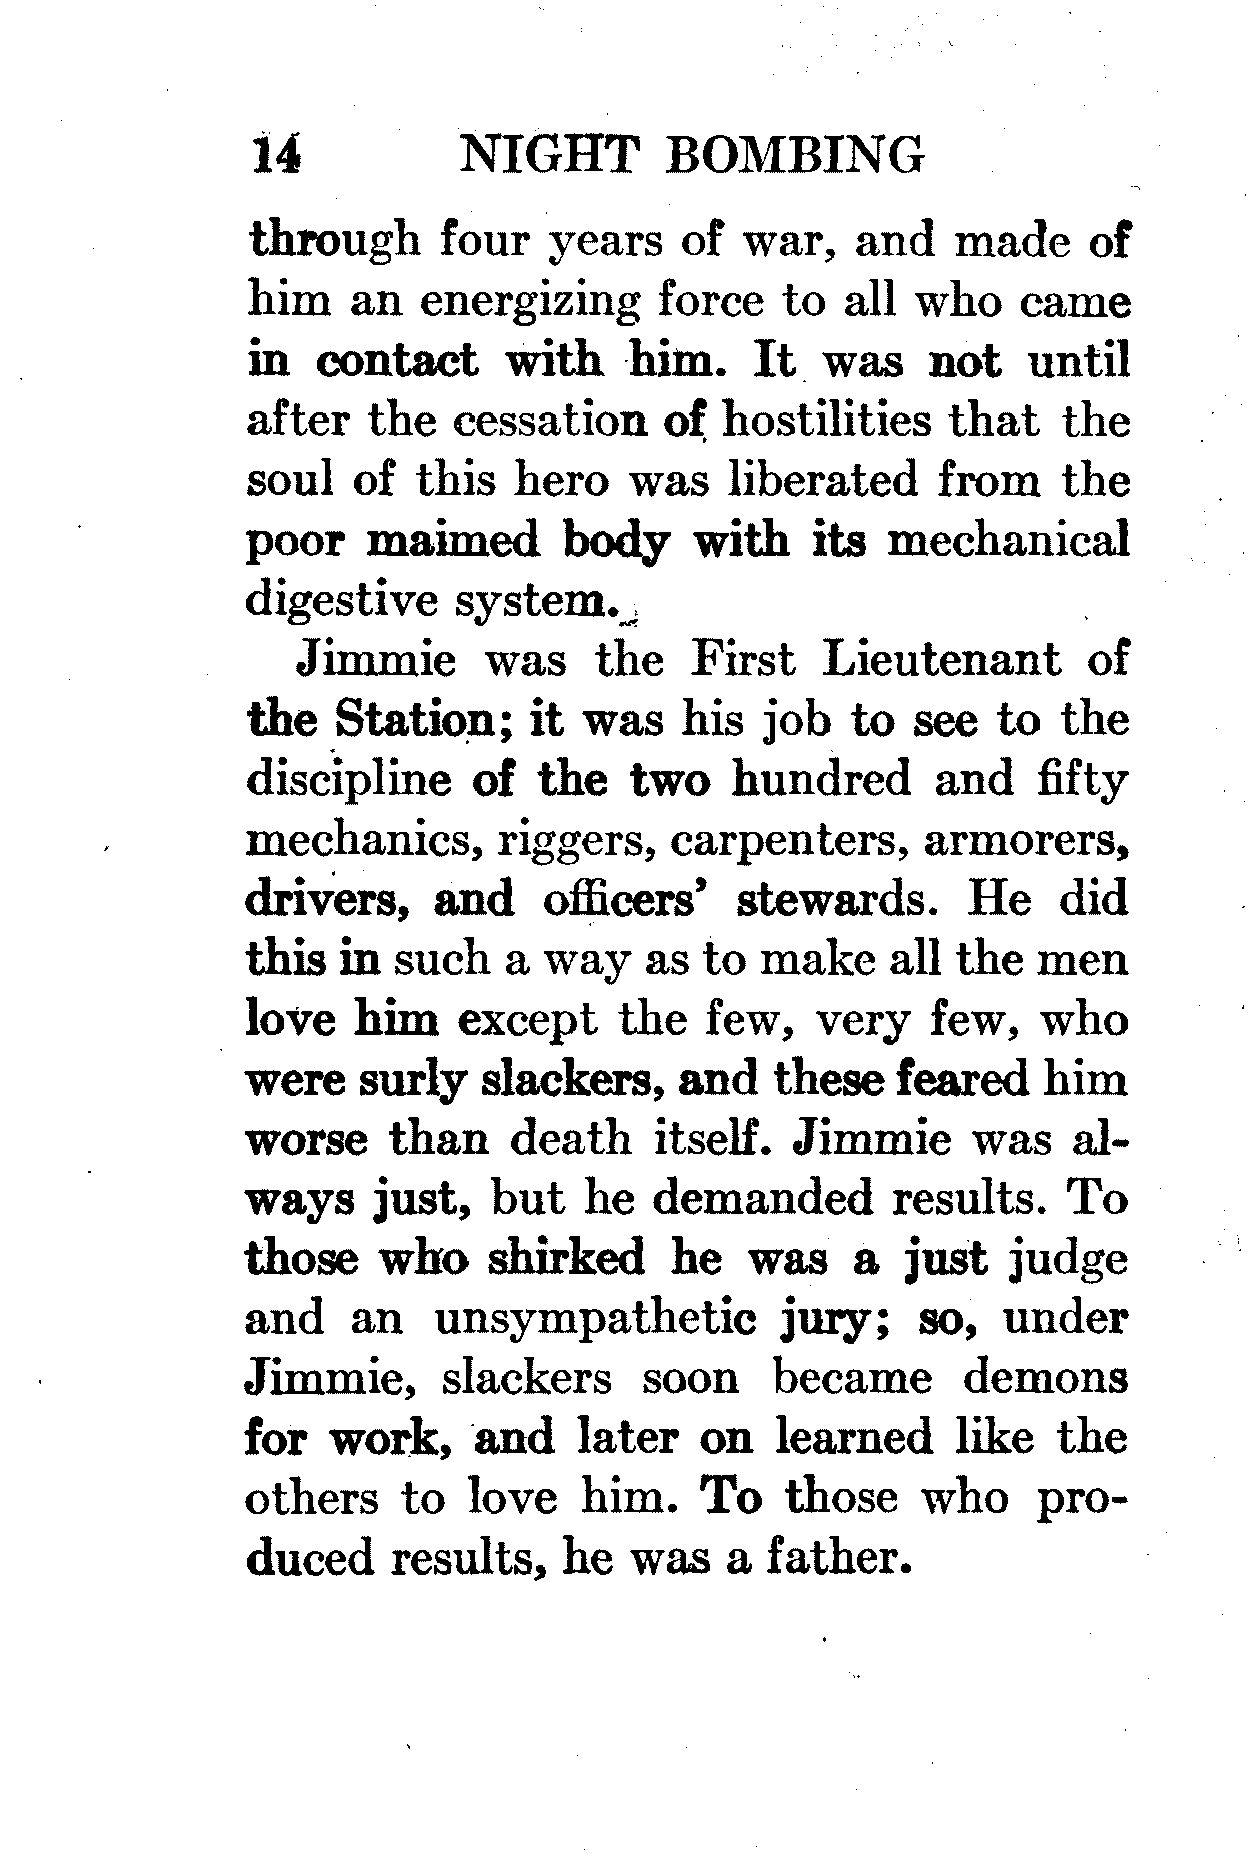 14 NIGHT BOMBING
through four years of war, and made of
him an energizing force to all who came
in contact with him. It was not until
after the cessation of hostilities that the
soul of this hero was liberated from the
poor maimed body with its mechanical
digestive system.
Jimmie was the First Lieutenant of
the Station; it was his job to see to the
discipline of the two hundred and fifty
mechanics, riggers, carpenters, armorers,
drivers, and officers' stewards. He did
this in such a way as to make all the men
love him except the few, very few, who
were surly slackers, and these feared him
worse than death itself. Jimmie was al-
ways just, but he demanded results. To
those who shirked he was a just judge
and an unsympathetic jury; so, under
Jimmie, slackers soon became demons
for work, and later on learned like the
others to love him. To those who pro-
duced results, he was a father.